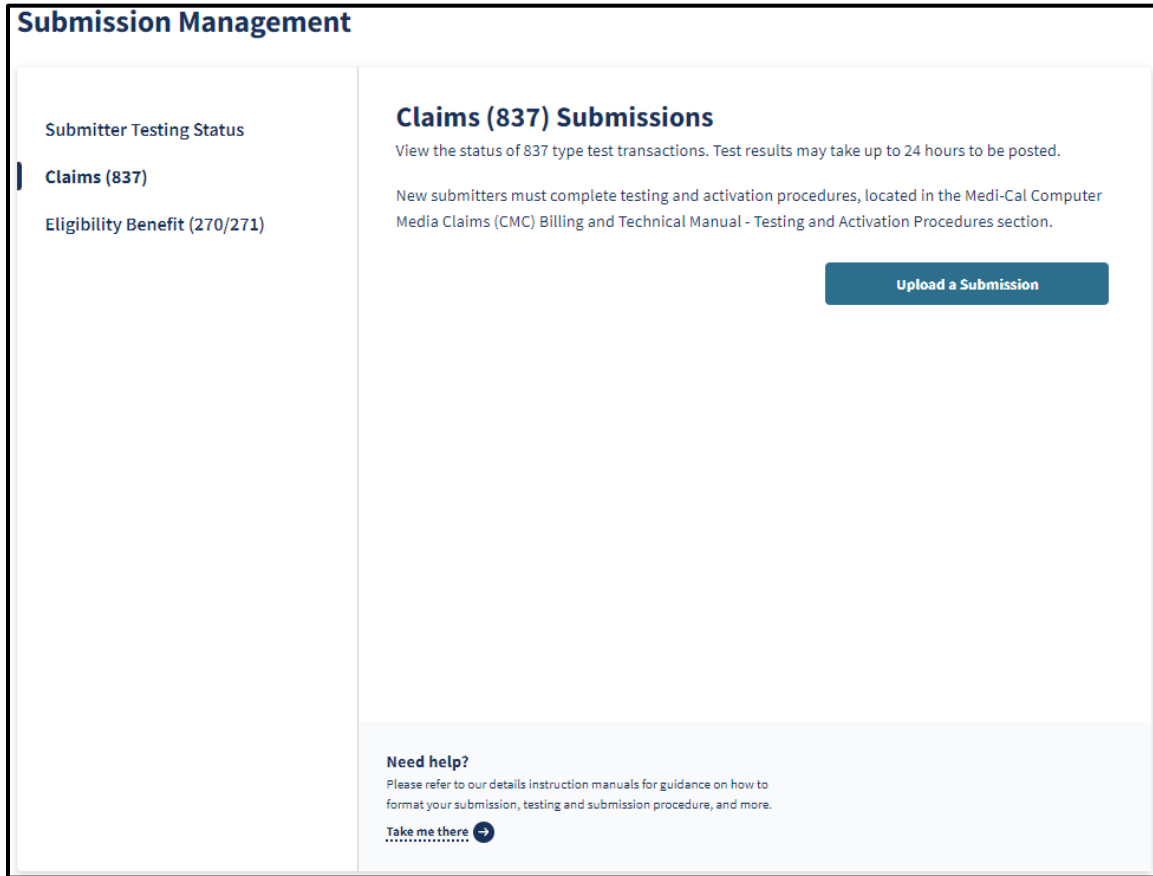 Submission Management
Submitter Testing Status
Claims (837)
Eligibility Benefit (270/271)
Claims (837) Submissions
View the status of 837 type test transactions. Test results may take up to 24 hours to be posted.
New submitters must complete testing and activation procedures, located in the Medi-Cal Computer
Media Claims (CMC) Billing and Technical Manual - Testing and Activation Procedures section.
Upload a Submission
Need help?
Please refer to our details instruction manuals for guidance on how to
format your submission, testing and submission procedure, and more.
Take me there